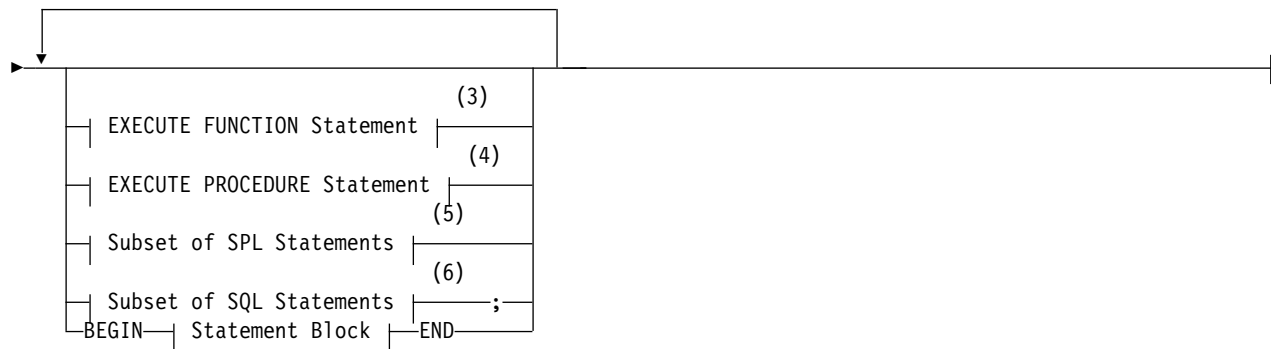 (3)
EXECUTE FUNCTION Statement
(4)
EXECUTE PROCEDURE Statement
(5)
Subset of SPL Statements
(6)
Subset of SQL Statements ;
BEGIN Statement Block END